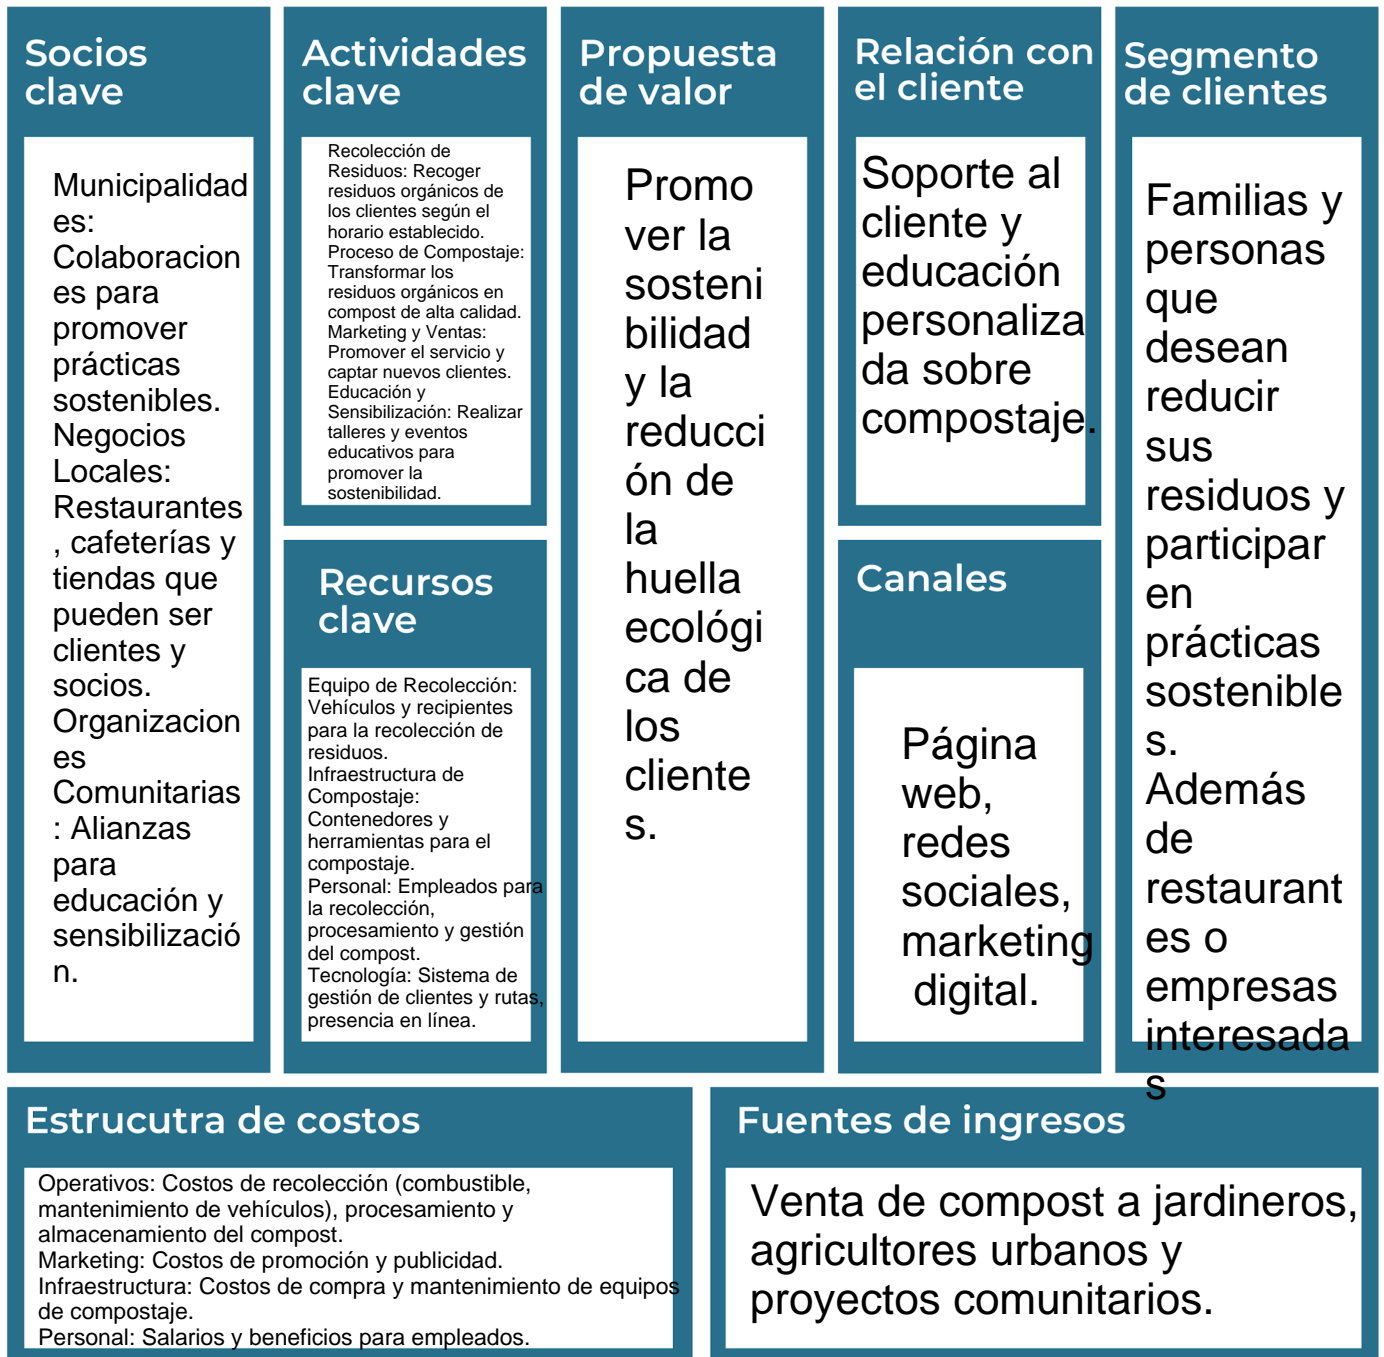 Socios
clave
Municipalidad
es:
Colaboracion
es para
promover
prácticas
sostenibles.
Negocios
Locales:
Restaurantes
, cafeterías y
tiendas que
pueden ser
clientes y
socios.
Organizacion
es
Comunitarias
: Alianzas
para
educación y
sensibilizació
n.
Actividades
clave
Recolección de
Residuos: Recoger
residuos orgánicos de
los clientes según el
horario establecido.
Proceso de Compostaje:
Transformar los
residuos orgánicos en
compost de alta calidad.
Marketing y Ventas:
Promover el servicio y
captar nuevos clientes.
Educación y
Sensibilización: Realizar
talleres y eventos
educativos para
promover la
sostenibilidad.
Recursos
clave
Equipo de Recolección:
Vehículos y recipientes
para la recolección de
residuos.
Infraestructura de
Compostaje:
Contenedores y
herramientas para el
compostaje.
Personal: Empleados para
la recolección,
procesamiento y gestión
del compost.
Tecnología: Sistema de
gestión de clientes y rutas,
presencia en línea.
Propuesta
de valor
Promo
ver la
sosteni
bilidad
y la
reducci
ón de
la
huella
ecológi
ca de
los
cliente
s.
Relación con
el cliente
Soporte al
cliente y
educación
personaliza
da sobre
compostaje.
Canales
Página
web,
redes
sociales,
marketing
digital.
Segmento
de clientes
Familias y
personas
que
desean
reducir
sus
residuos y
participar
en
prácticas
sostenible
s.
Además
de
restaurant
es o
empresas
interesada
s
Estrucutra de costos
Operativos: Costos de recolección (combustible,
mantenimiento de vehículos), procesamiento y
almacenamiento del compost.
Marketing: Costos de promoción y publicidad.
Infraestructura: Costos de compra y mantenimiento de equipos
de compostaje.
Personal: Salarios y beneficios para empleados.
Fuentes de ingresos
Venta de compost a jardineros,
agricultores urbanos y
proyectos comunitarios.